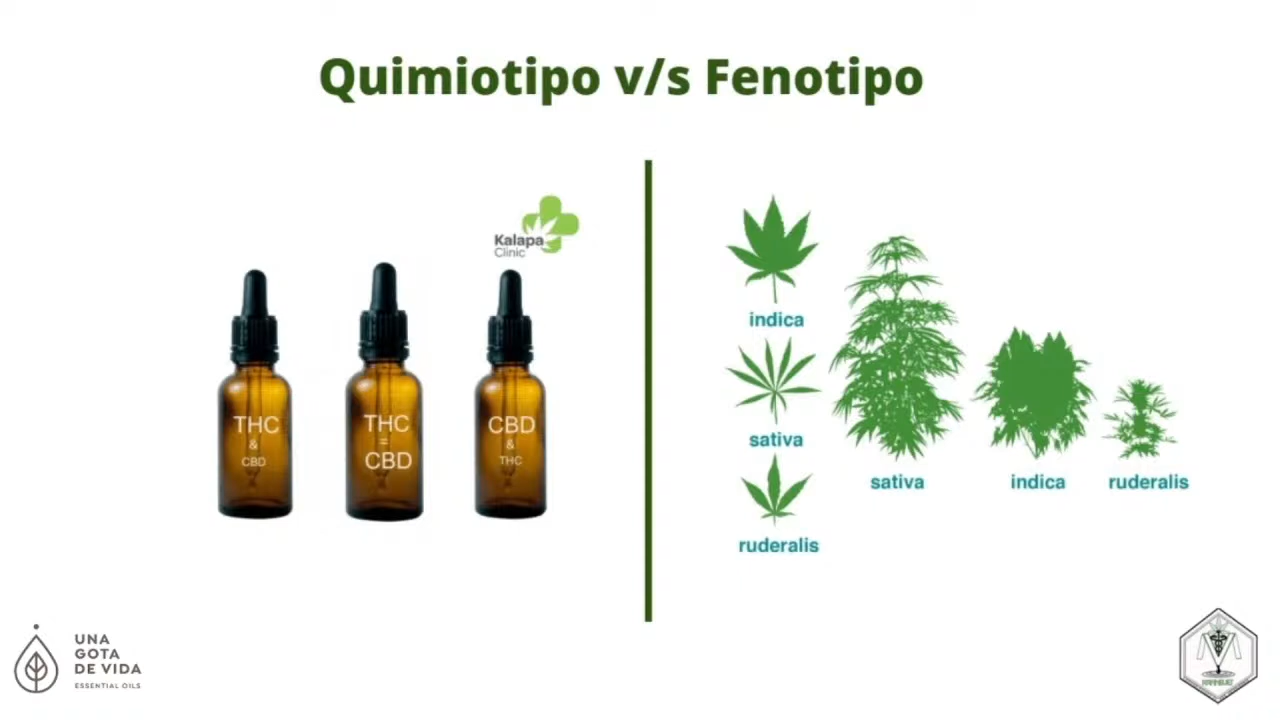 Quimiotipo v/s Fenotipo
Kalapa
Clinic
THC
&
CBD
THC
=
CBD
CBD
&
THC
indica
sativa
ruderalis
sativa
indica
ruderalis
UNA
GOTA
DE VIDA
ESSENTIAL OILS